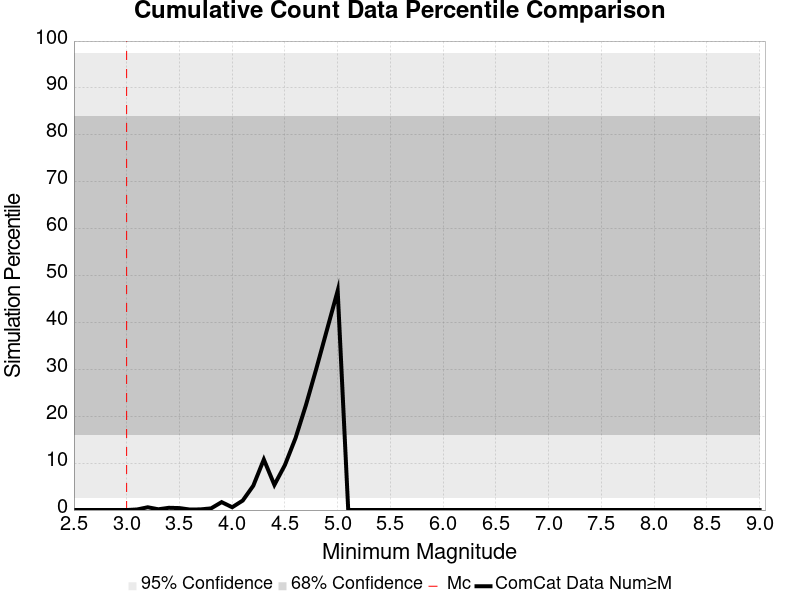 Cumulative Count Data Percentile Comparison
100
90
80
70
60
50
40
30
20
10
0
Simulation Percentile
2.5 3.0 3.5 4.0 4.5 5.0 5.5 6.0 6.5 7.0 7.5 8.0 8.5 9.0
Minimum Magnitude
95% Confidence 68% Confidence Mc ComCat Data Num≥M